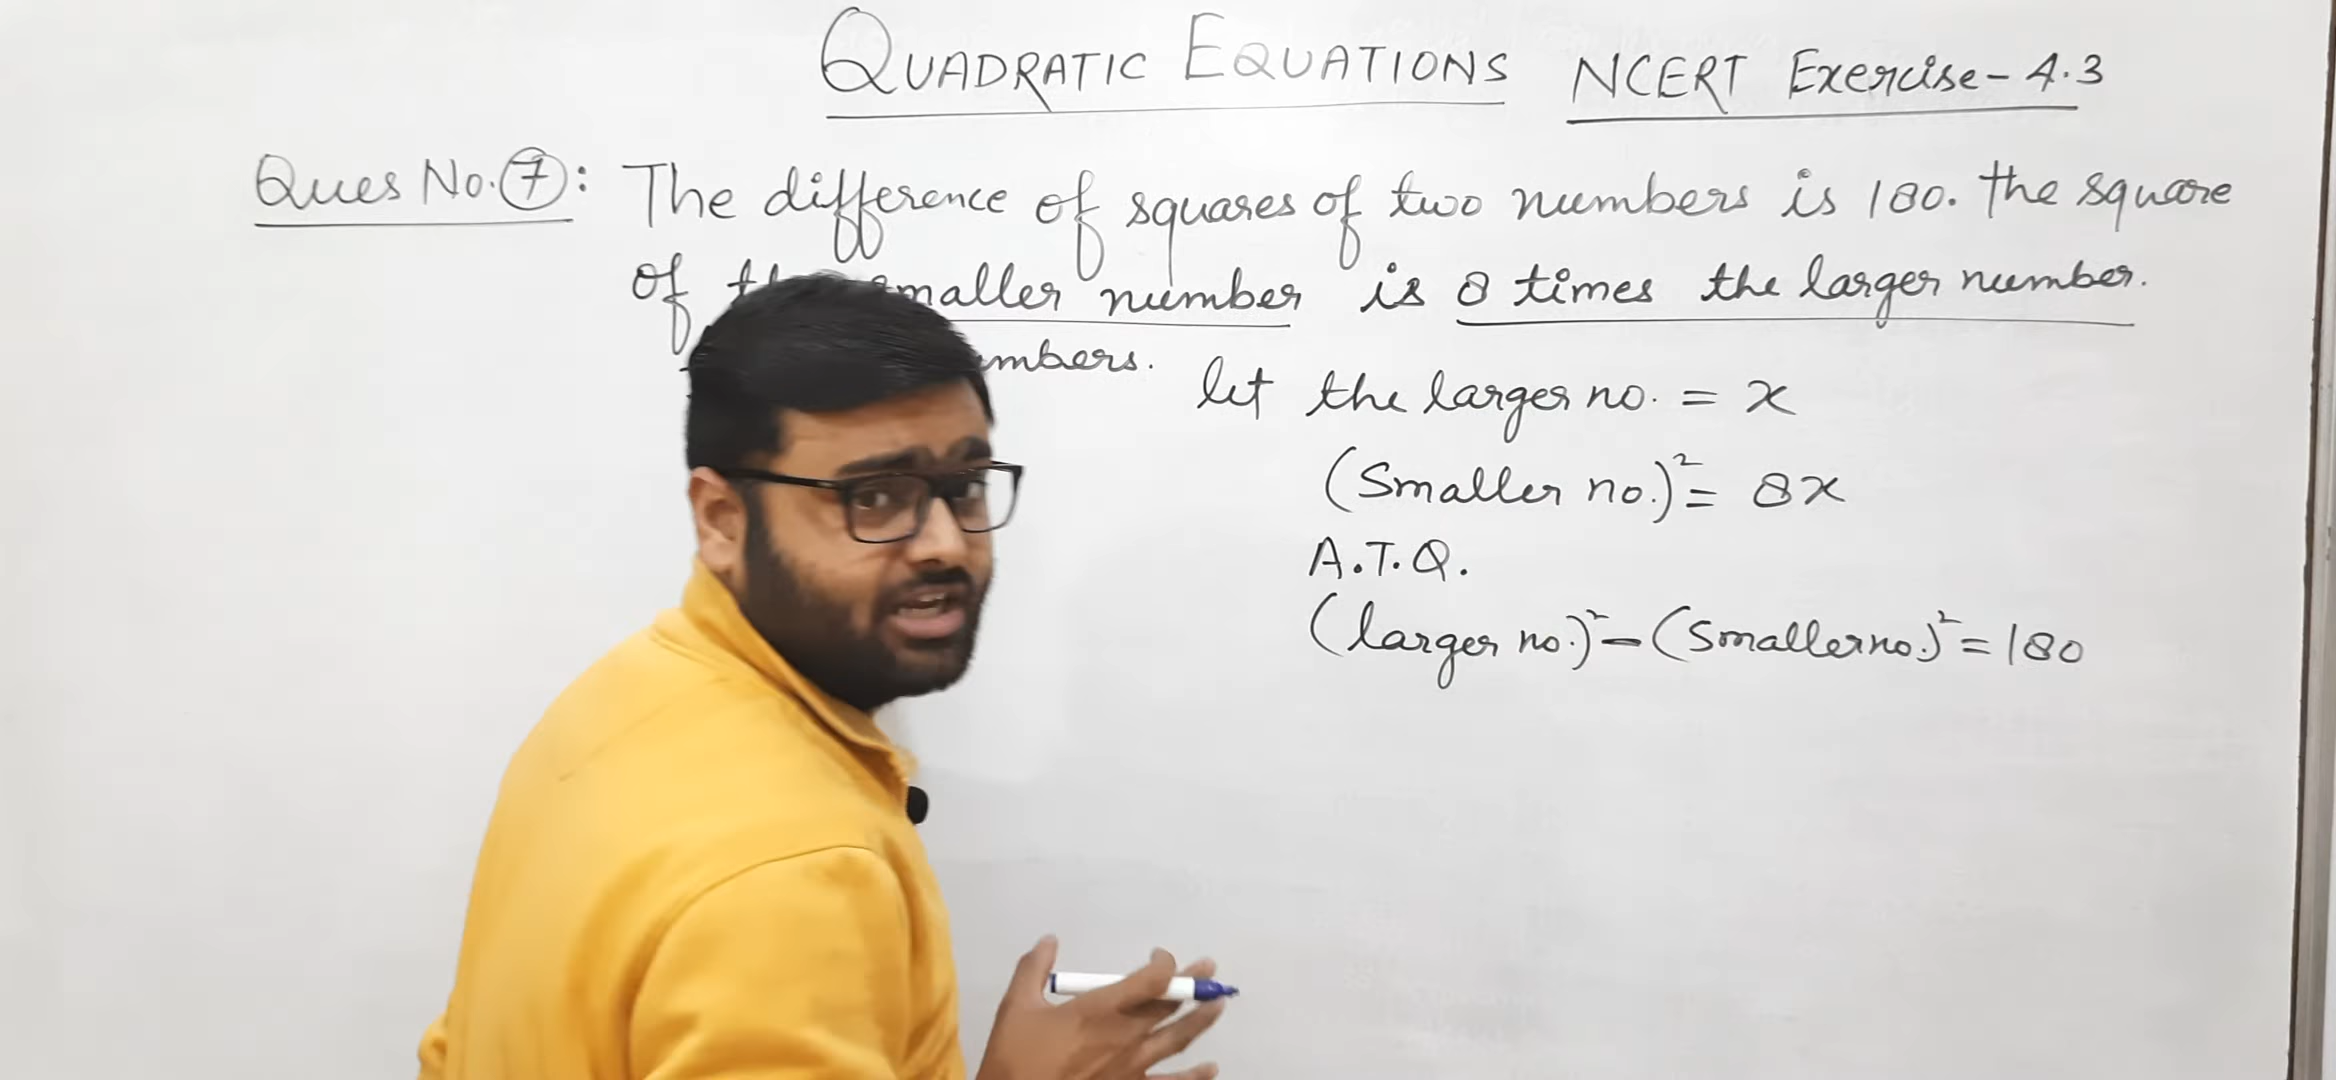 QUADRATIC EQUATIONS NCERT Exercise-4.3
Ques No. 7: The difference of squares of two numbers is 180. The square
of smaller number is 8 times the larger number.
let the larger no. = x
(Smaller no.)² = 8x
A.T.Q.
(larger no.)² - (Smaller no.)² = 180